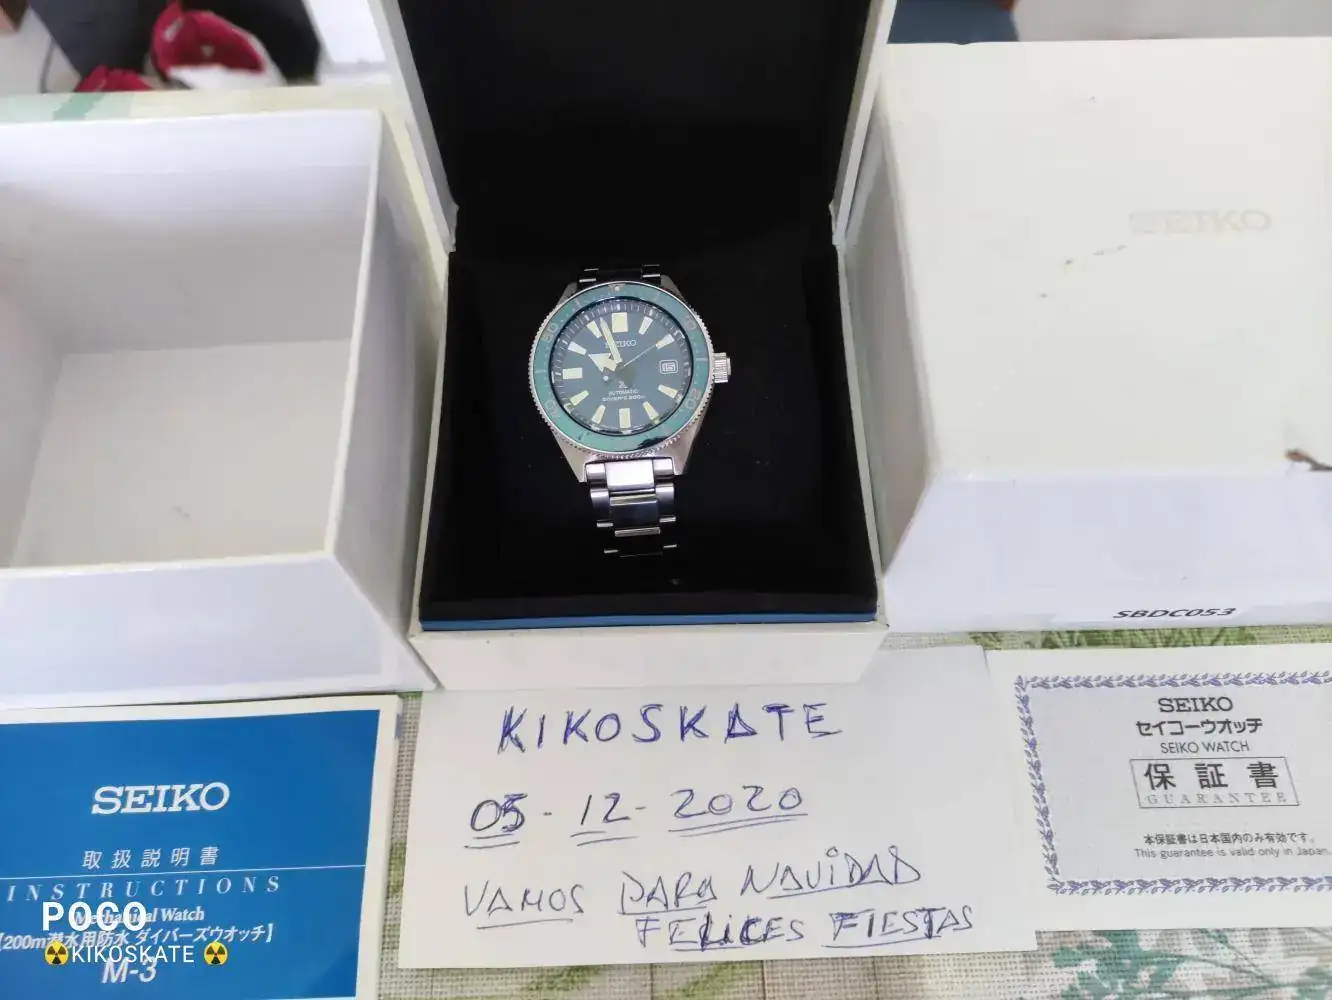 SEIKO
SEIKO
AUTOMATIC
DIVER'S 200m
SBDC053
SEIKO
取扱説明書
INSTRUCTIONS
Mechanical Watch
【200m潜水用防水 ダイバーズウオッチ】
M-3
POCO
☢KIKOSKATE ☢
KIKOSKATE
05-12-2020
VAMOS PARA NAVIDAD
FELICES FIESTAS
SEIKO
セイコーウオッチ
SEIKO WATCH
保証書
GUARANTEE
本保証書は日本国内のみ有効です。
This guarantee is valid only in Japan.